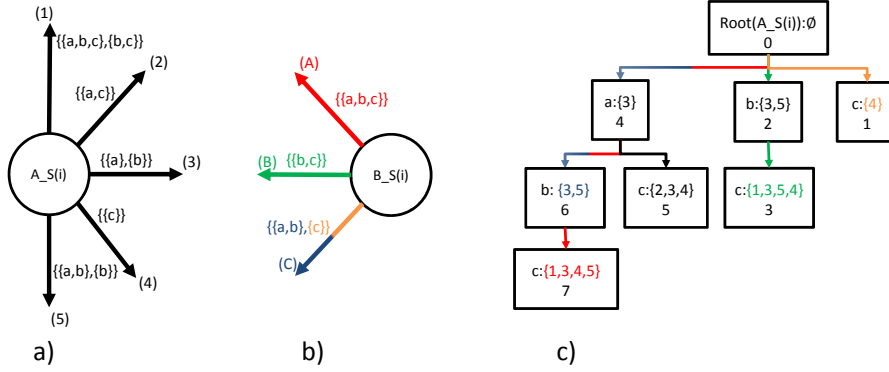 (1)
{{a,b,c},{b,c}}
(2)
{{a,c}}
A_S(i)
{{a},{b}}
(3)
{{c}}
(4)
{{a,b},{b}}
(5)
a)
(A)
{{a,b,c}}
(B)
{{b,c}}
B_S(i)
{{a,b},{c}}
(C)
b)
Root(A_S(i)):Ø
0
a:{3}
4
b:{3,5}
2
c:{4}
1
b: {3,5}
6
c:{2,3,4}
5
c:{1,3,5,4}
3
c:{1,3,4,5}
7
c)